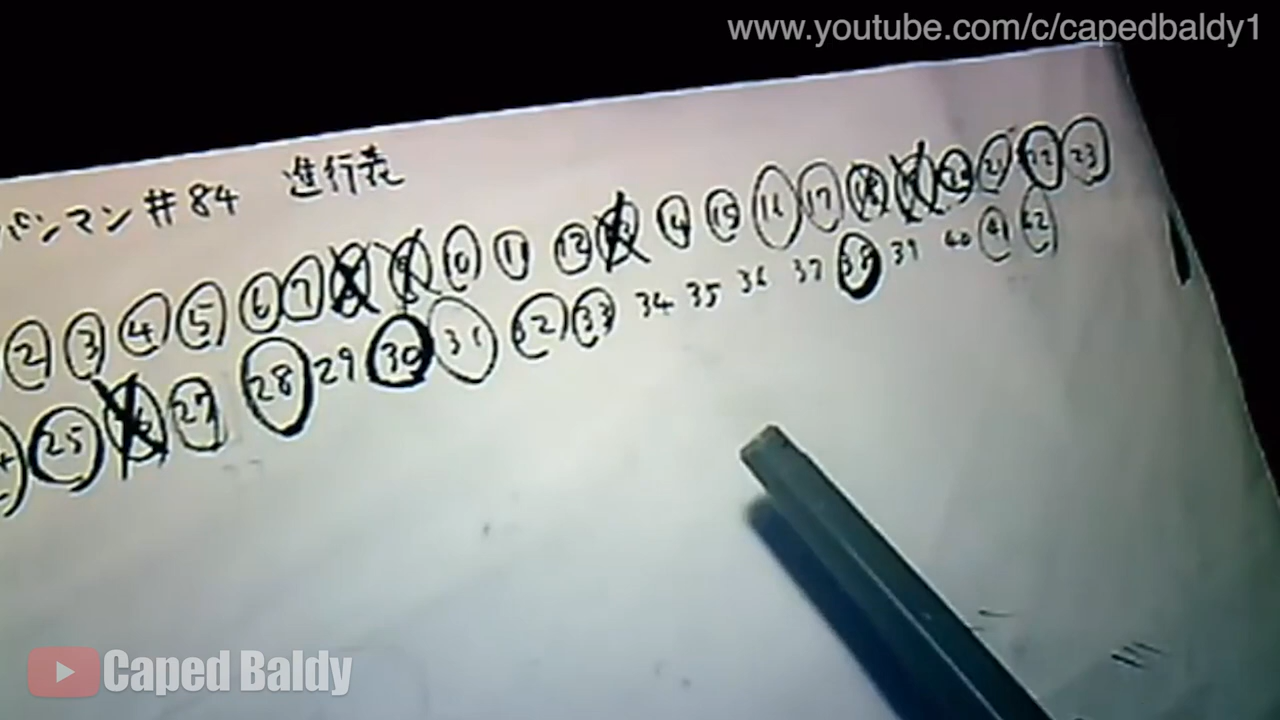 www.youtube.com/c/capedbaldy1
パンマン #84 進行表
2 3 4 5 6 7 8 9 10 11 12 13 14 15 16 17 18 19 20 21 22 23
25 26 27 28 29 30 31 32 33 34 35 36 37 38 39 40 41 42
Caped Baldy